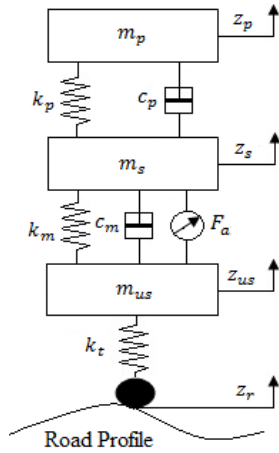 m_p
z_p
k_p
c_p
m_s
z_s
k_m
c_m
F_a
m_us
z_us
k_t
z_r
Road Profile